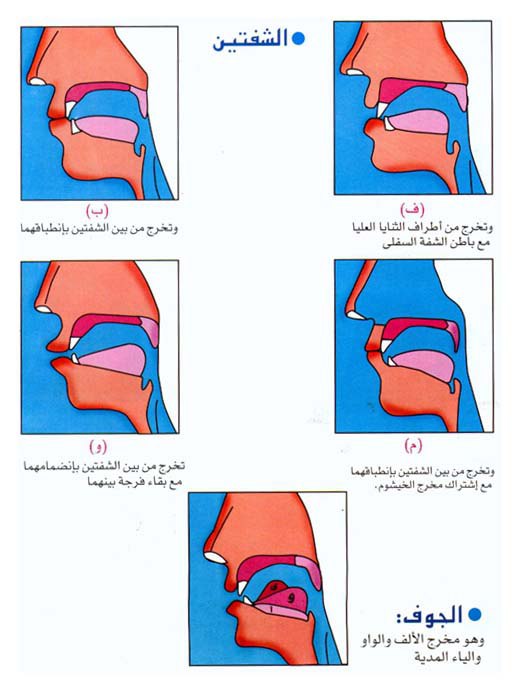 ● الشفتين
(ف)
وتخرج من أطراف الثنايا العليا
مع باطن الشفة السفلى
(ب)
وتخرج من بين الشفتين بإنطباقهما
(م)
وتخرج من بين الشفتين بإنطباقهما
مع إشتراك مخرج الخيشوم.
(و)
تخرج من بين الشفتين بإنضمامهما
مع بقاء فرجة بينهما
● الجوف:
وهو مخرج الألف والواو
والياء المدية